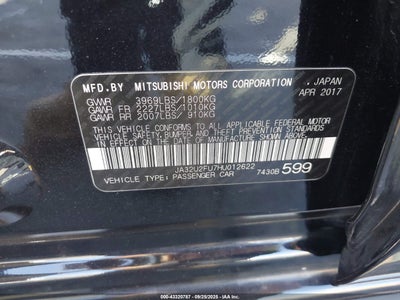 MFD.BY MITSUBISHI MOTORS CORPORATION, JAPAN
GVWR 3969LBS/1800KG APR 2017
GAWR FR 2227LBS/1010KG
GAWR RR 2007LBS/ 910KG
THIS VEHICLE CONFORMS TO ALL APPLICABLE FEDERAL MOTOR
VEHICLE SAFETY, BUMPER, AND THEFT PREVENTION STANDARDS
IN EFFECT ON THE DATE OF MANUFACTURE SHOWN ABOVE.
JA32U2FU7HU012622
VEHICLE TYPE: PASSENGER CAR 7430B 599
000-43320787 - 09/29/2025 - IAA Holdings, LLC